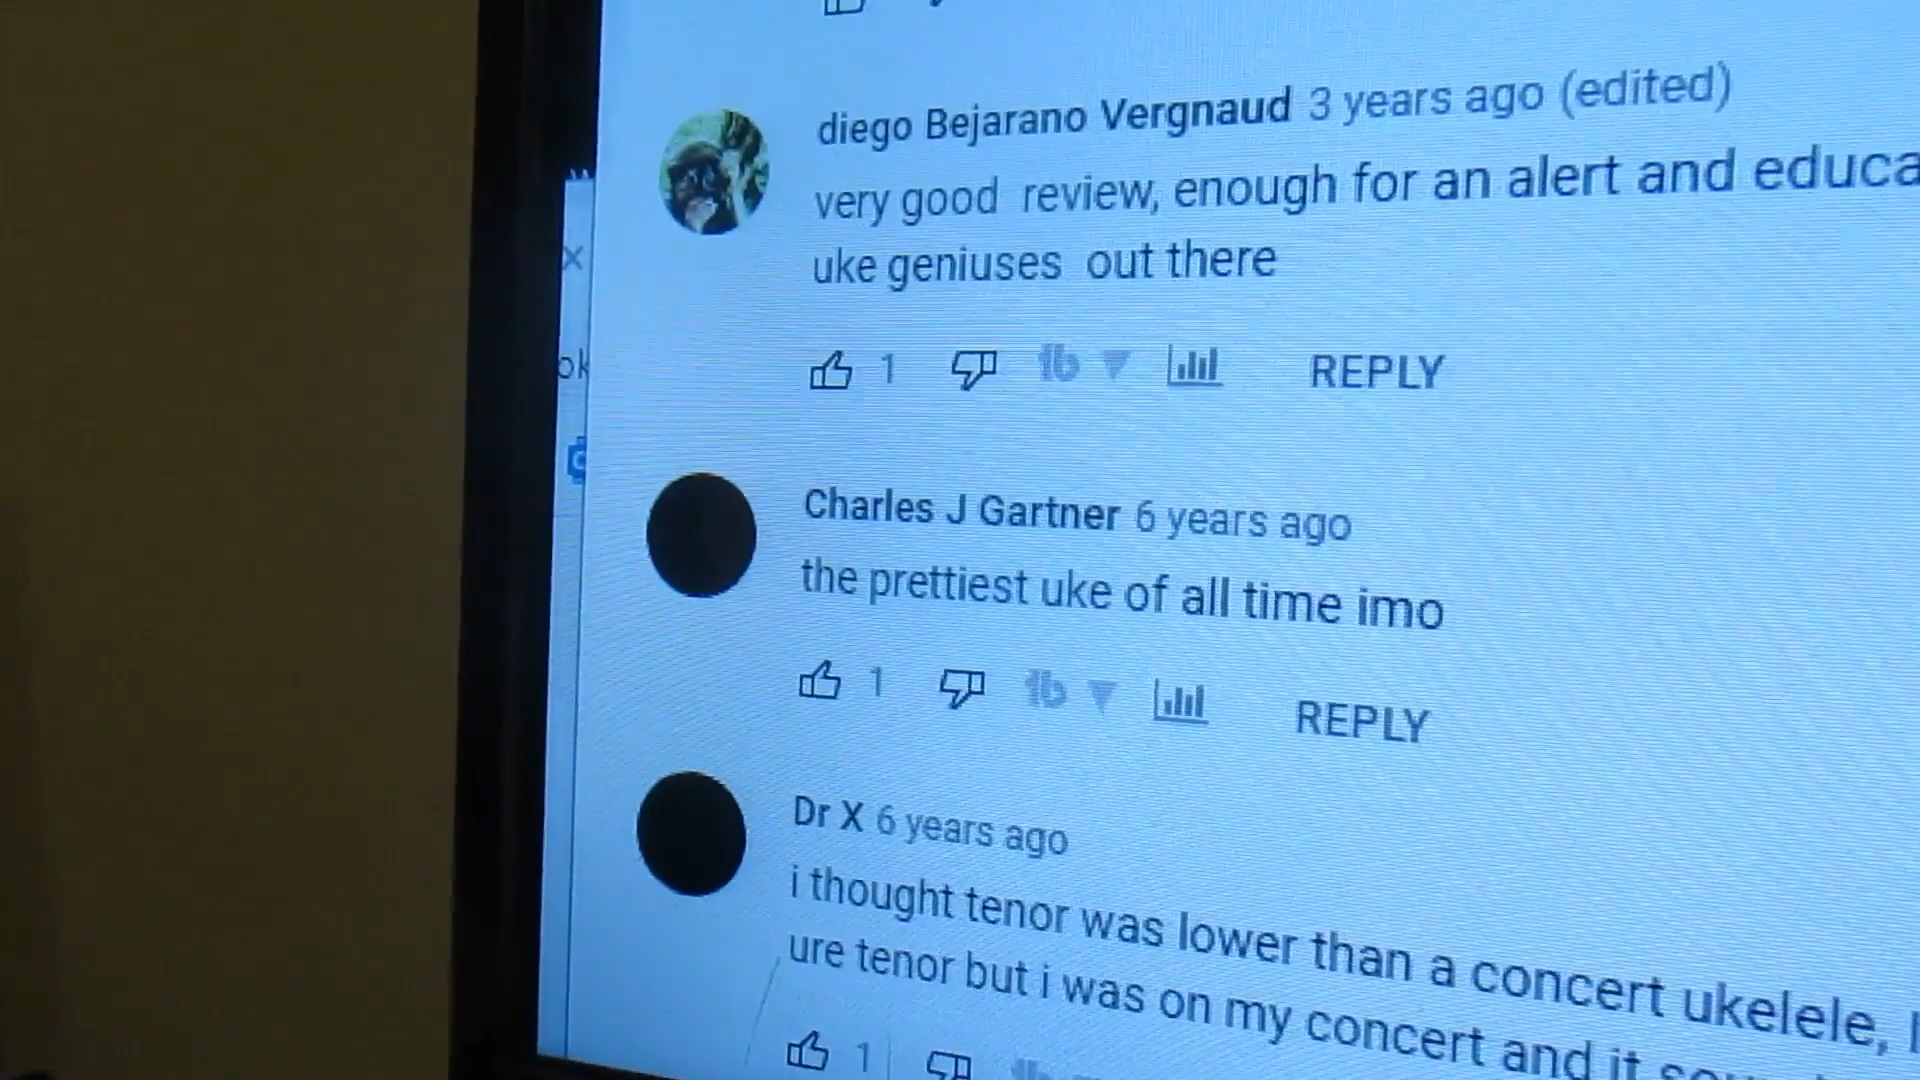 diego Bejarano Vergnaud 3 years ago (edited)
very good review, enough for an alert and educa
uke geniuses out there
1 REPLY
ok
Charles J Gartner 6 years ago
the prettiest uke of all time imo
1 REPLY
Dr X 6 years ago
i thought tenor was lower than a concert ukelele,
ure tenor but i was on my concert and it
1